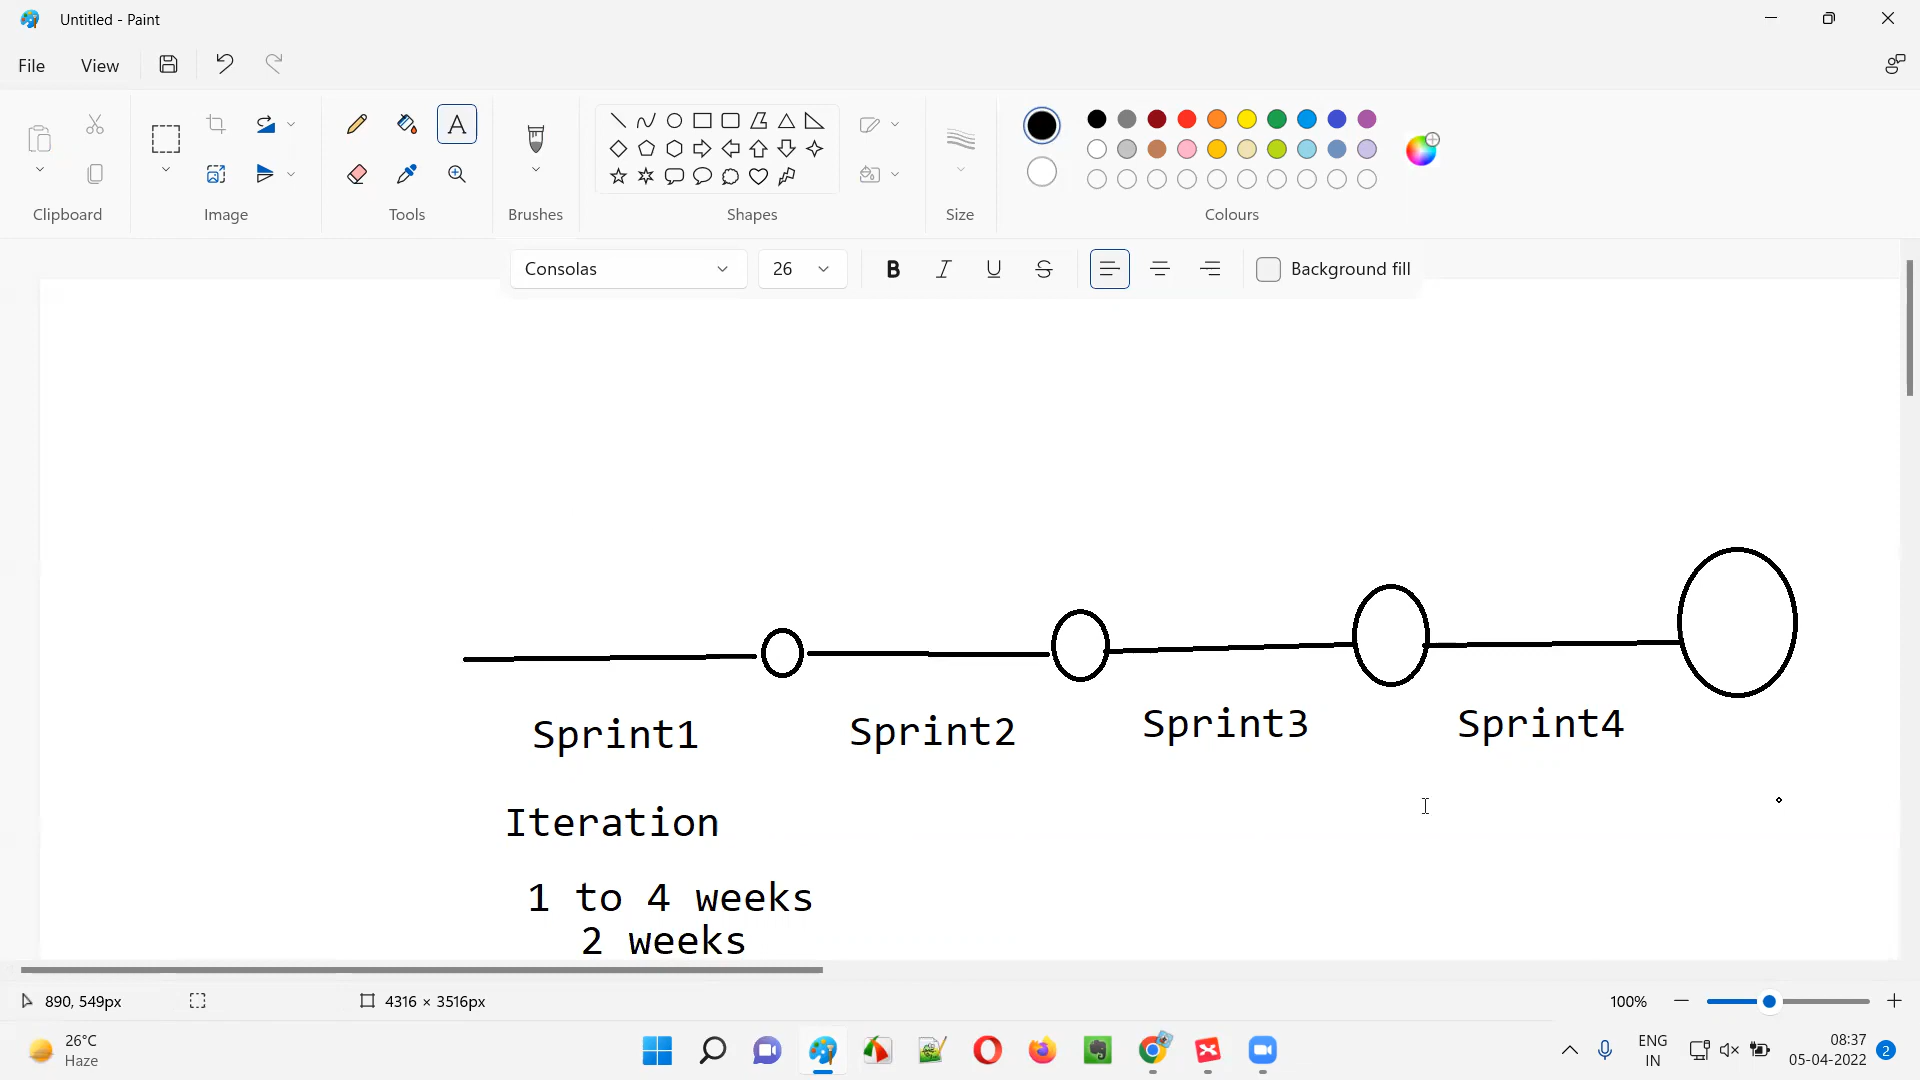 Untitled - Paint
File
View
Clipboard
Image
Tools
Brushes
Shapes
Size
Colours
Consolas
26
B
I
U
S
Background fill
Sprint1
Sprint2
Sprint3
Sprint4
Iteration
1 to 4 weeks
2 weeks
890, 549px
4316 × 3516px
100%
26°C
Haze
ENG
IN
08:37
05-04-2022
2